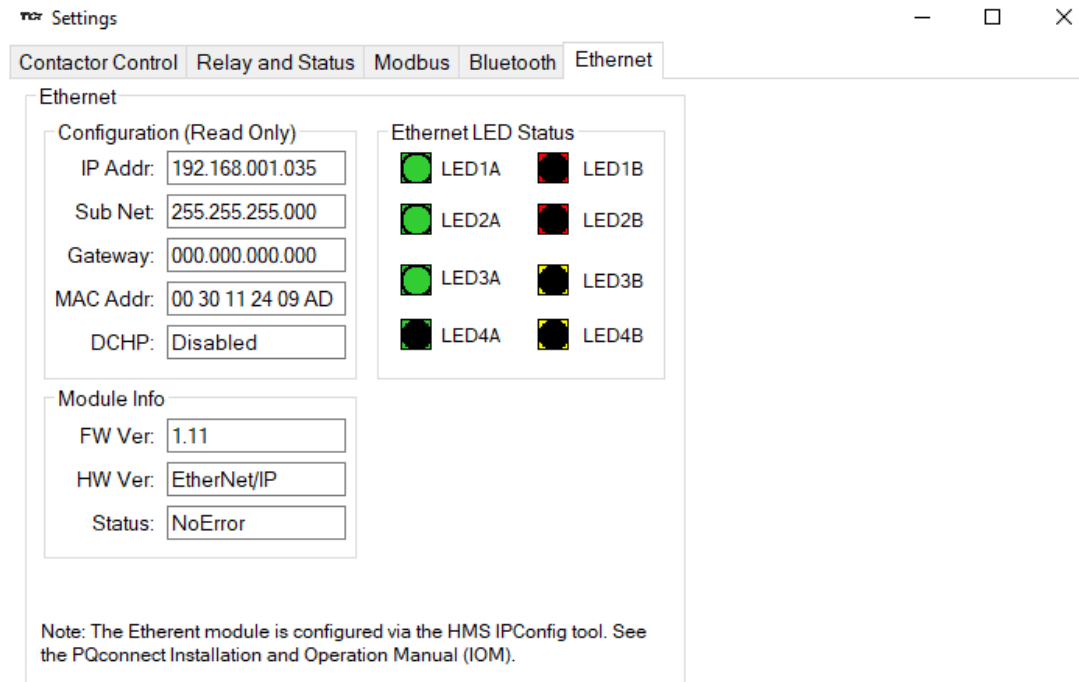 TCI Settings
Contactor Control Relay and Status Modbus Bluetooth Ethernet
Ethernet
Configuration (Read Only)
IP Addr: 192.168.001.035
Sub Net: 255.255.255.000
Gateway: 000.000.000.000
MAC Addr: 00 30 11 24 09 AD
DCHP: Disabled
Ethernet LED Status
LED1A LED1B
LED2A LED2B
LED3A LED3B
LED4A LED4B
Module Info
FW Ver: 1.11
HW Ver: EtherNet/IP
Status: NoError
Note: The Etherent module is configured via the HMS IPConfig tool. See
the PQconnect Installation and Operation Manual (IOM).